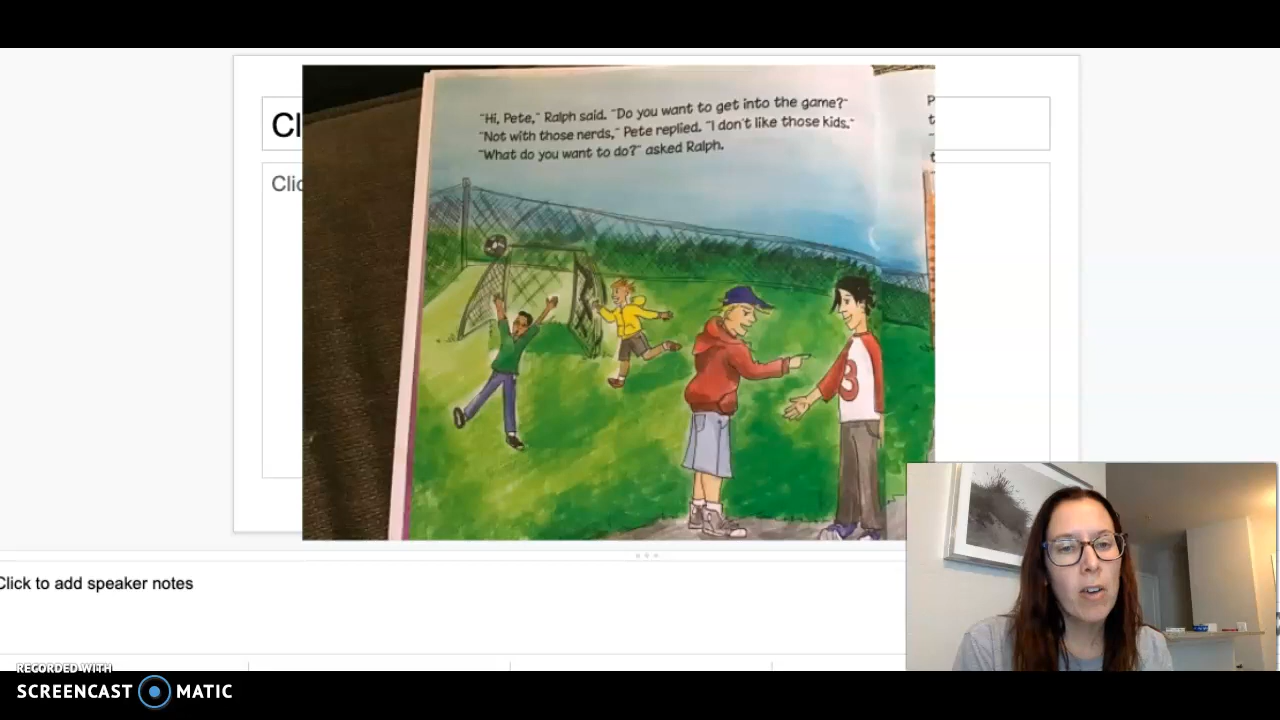 "Hi, Pete," Ralph said. "Do you want to get into the game?"
"Not with those nerds," Pete replied. "I don't like those kids."
"What do you want to do?" asked Ralph.
3
Click to add speaker notes
RECORDED WITH
SCREENCAST MATIC